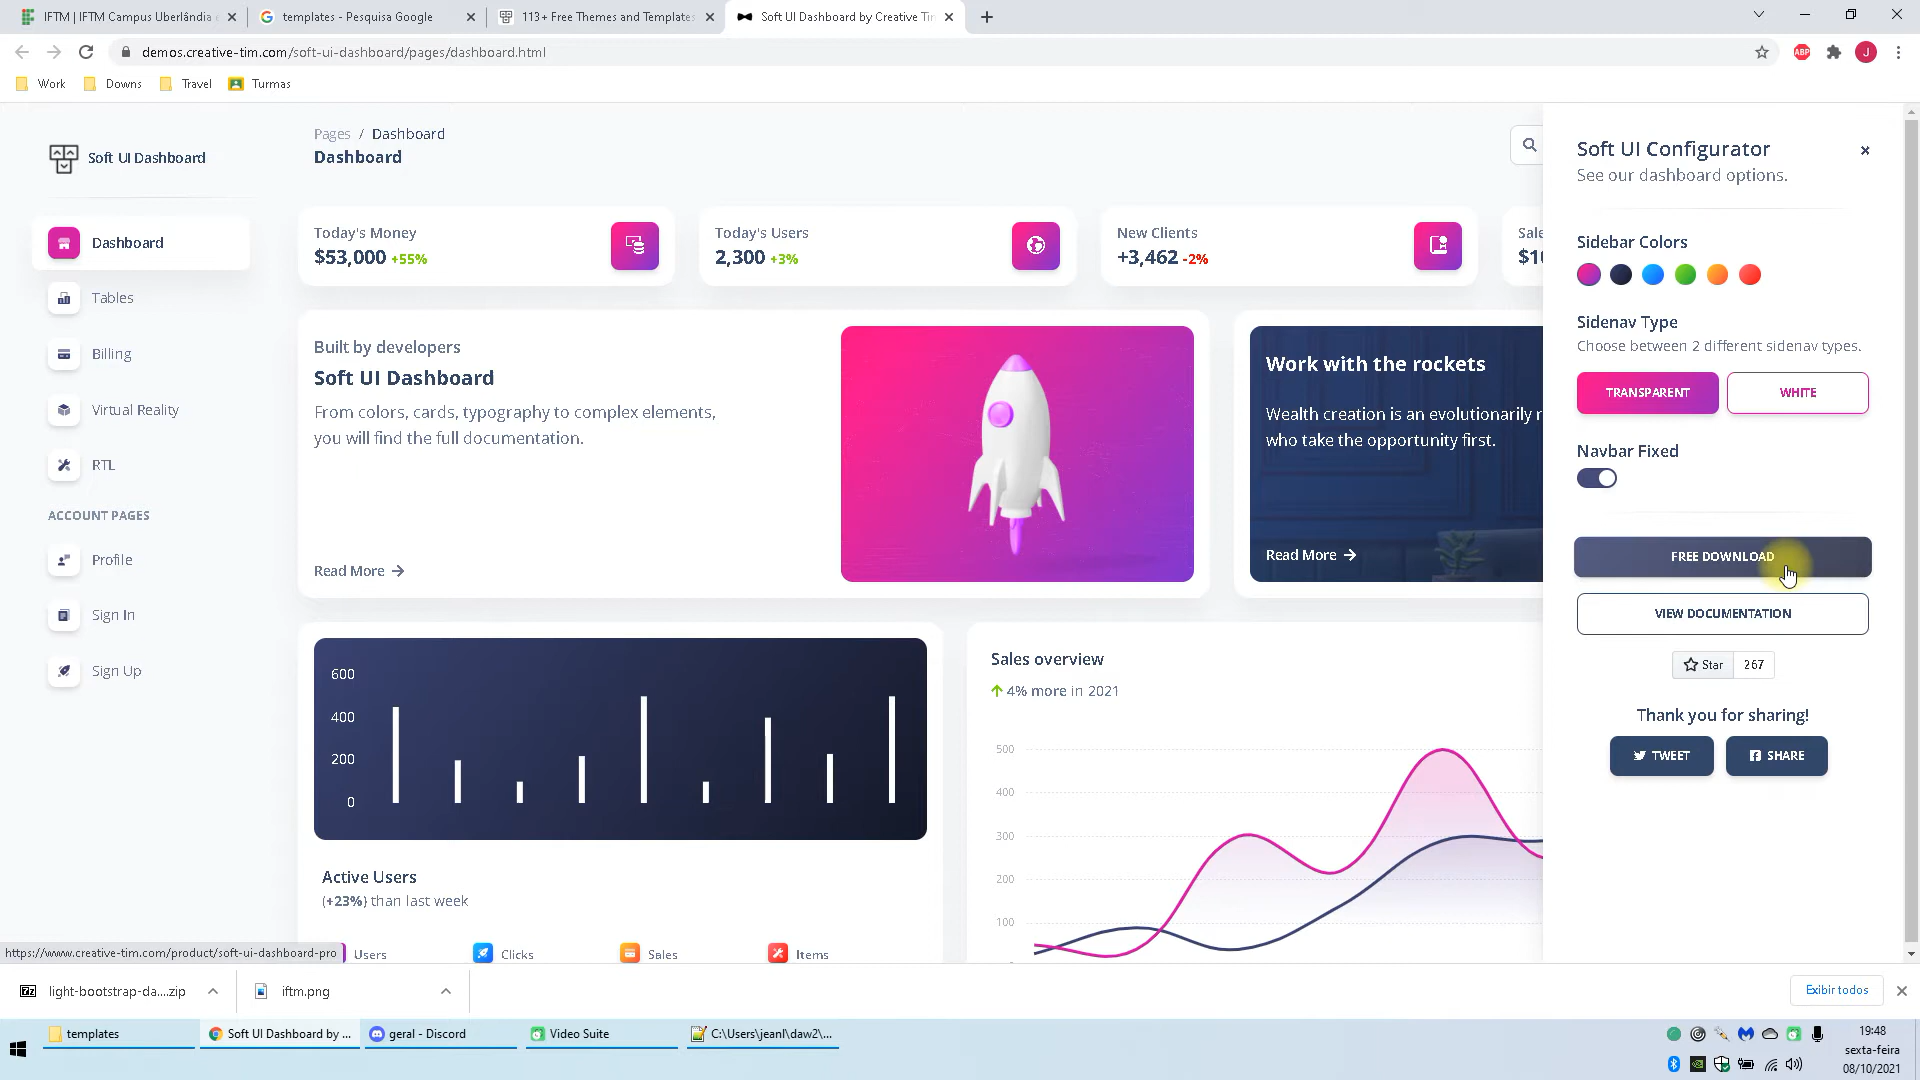 IFTM | IFTM Campus Uberlândia
templates - Pesquisa Google
113+ Free Themes and Templates
Soft UI Dashboard by Creative Tim
demos.creative-tim.com/soft-ui-dashboard/pages/dashboard.html
ABP
J
Work
Downs
Travel
Turmas
Soft UI Dashboard
Dashboard
Tables
Billing
Virtual Reality
RTL
ACCOUNT PAGES
Profile
Sign In
Sign Up
Pages / Dashboard
Dashboard
Today's Money
$53,000 +55%
Today's Users
2,300 +3%
New Clients
+3,462 -2%
Built by developers
Soft UI Dashboard
From colors, cards, typography to complex elements,
you will find the full documentation.
Read More
Work with the rockets
Wealth creation is an evolutionarily
who take the opportunity first.
Read More
600
400
200
0
Active Users
(+23%) than last week
Users
Clicks
Sales
Items
Sales overview
4% more in 2021
500
400
300
200
100
Soft UI Configurator
See our dashboard options.
Sidebar Colors
Sidenav Type
Choose between 2 different sidenav types.
TRANSPARENT
WHITE
Navbar Fixed
FREE DOWNLOAD
VIEW DOCUMENTATION
Star 267
Thank you for sharing!
TWEET
SHARE
https://www.creative-tim.com/product/soft-ui-dashboard-pro
light-bootstrap-da....zip
iftm.png
Exibir todos
templates
Soft UI Dashboard by ...
geral - Discord
Video Suite
C:\Users\jeanl\daw2\...
19:48
sexta-feira
08/10/2021